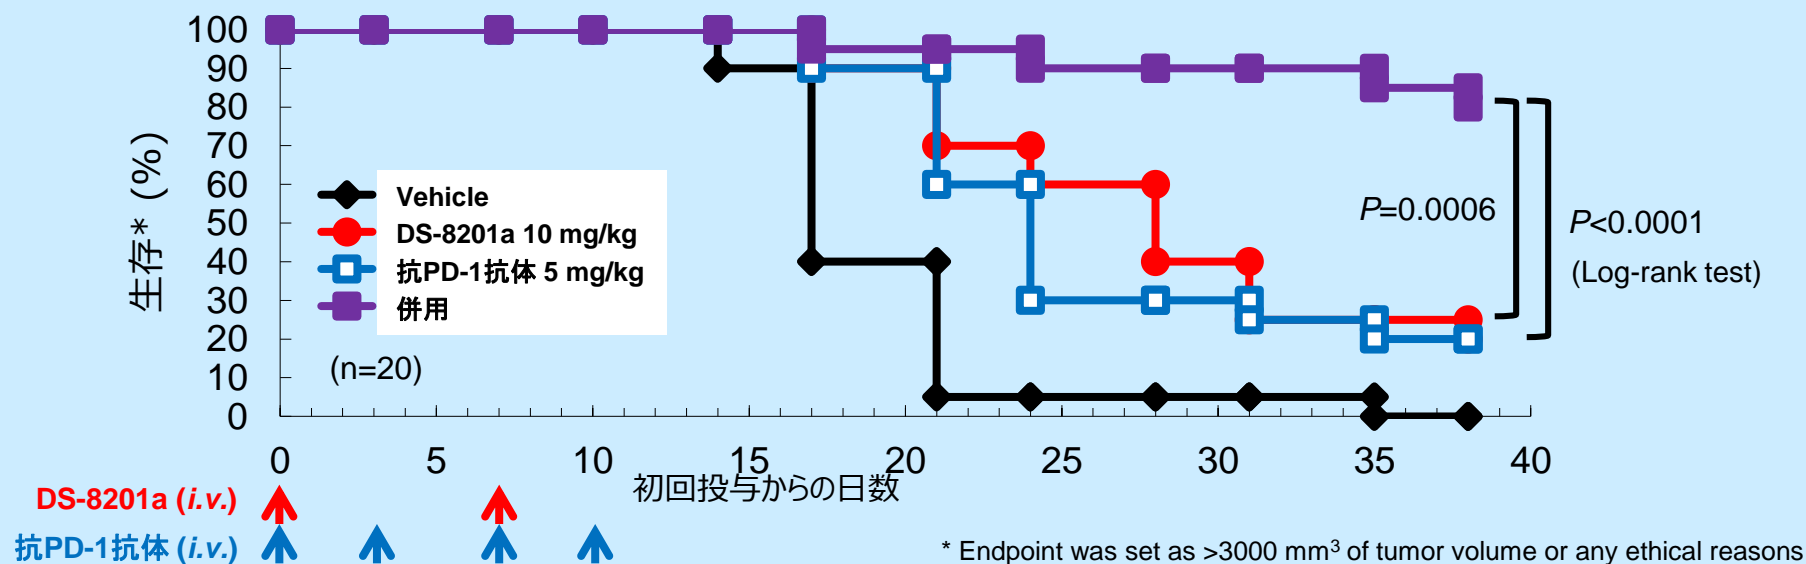 100
90
80
70
60
50
40
30
20
10
0
生存* (%)
Vehicle
DS-8201a 10 mg/kg
抗PD-1抗体 5 mg/kg
併用
(n=20)
P=0.0006
P<0.0001
(Log-rank test)
0 5 10 15 20 25 30 35 40
初回投与からの日数
DS-8201a (i.v.)
抗PD-1抗体 (i.v.)
* Endpoint was set as >3000 mm³ of tumor volume or any ethical reasons